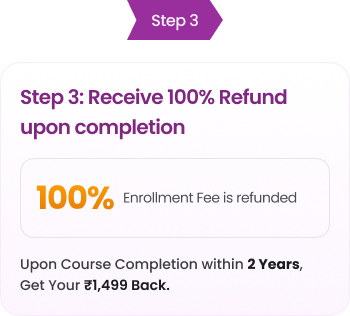 Step 3
Step 3: Receive 100% Refund
upon completion
100% Enrollment Fee is refunded
Upon Course Completion within 2 Years,
Get Your ₹1,499 Back.